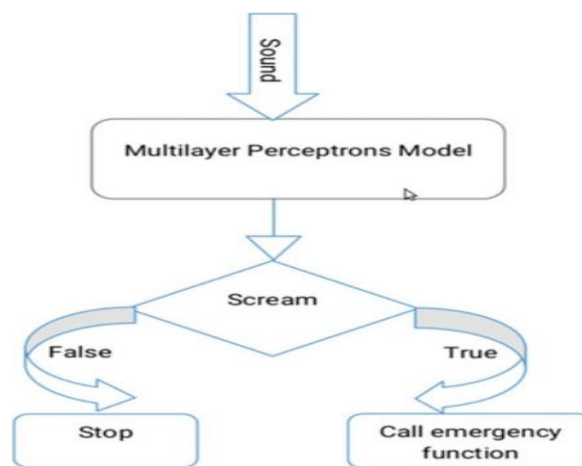 Sound
Multilayer Perceptrons Model
Scream
False
True
Stop
Call emergency
function